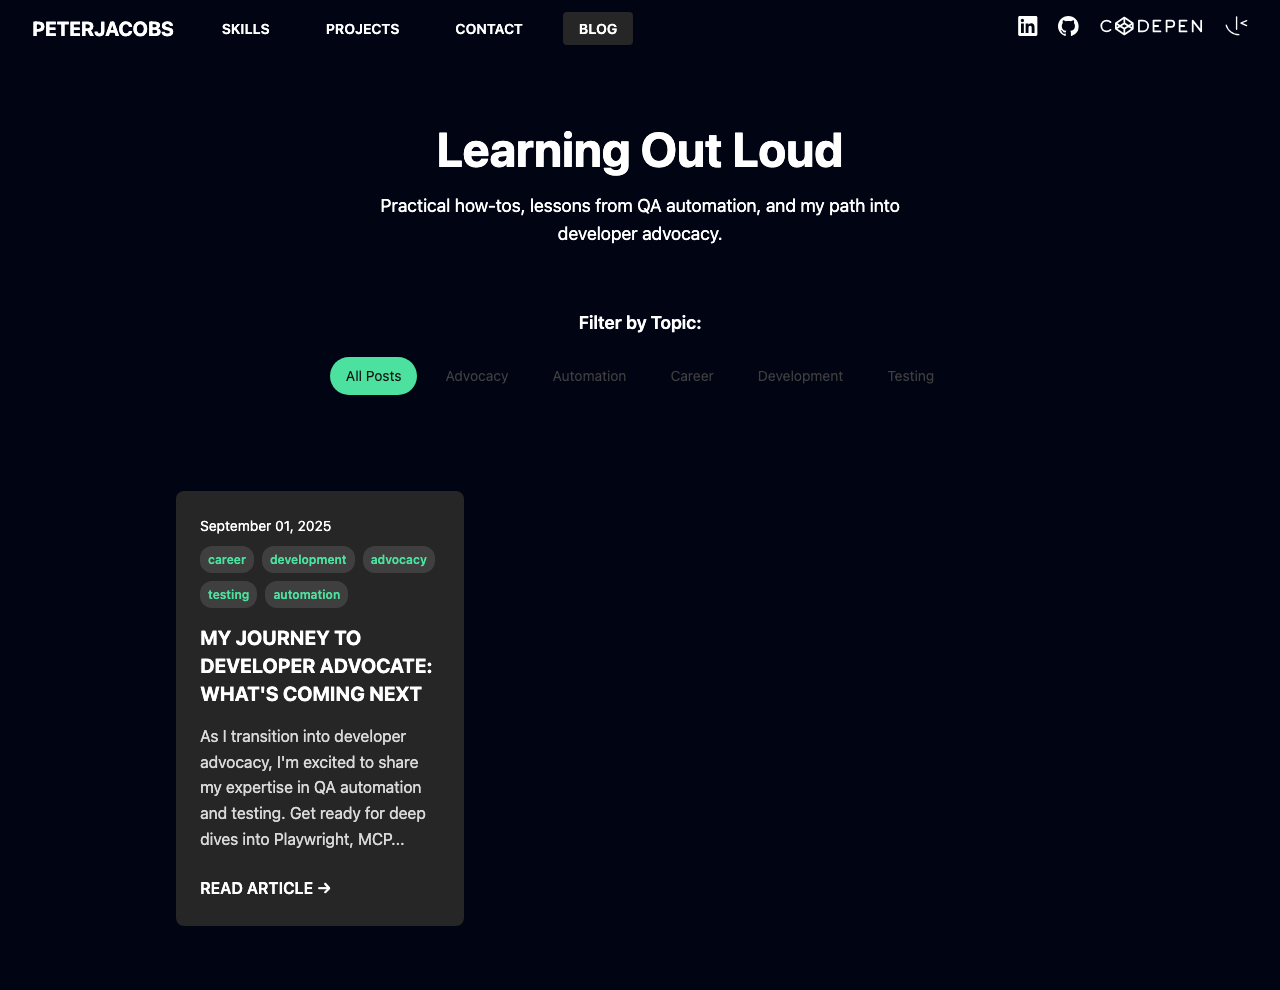 PETERJACOBS SKILLS PROJECTS CONTACT BLOG CODEPEN
Learning Out Loud
Practical how-tos, lessons from QA automation, and my path into
developer advocacy.
Filter by Topic:
All Posts Advocacy Automation Career Development Testing
September 01, 2025
career development advocacy
testing automation
MY JOURNEY TO
DEVELOPER ADVOCATE:
WHAT'S COMING NEXT
As I transition into developer
advocacy, I'm excited to share
my expertise in QA automation
and testing. Get ready for deep
dives into Playwright, MCP...
READ ARTICLE →